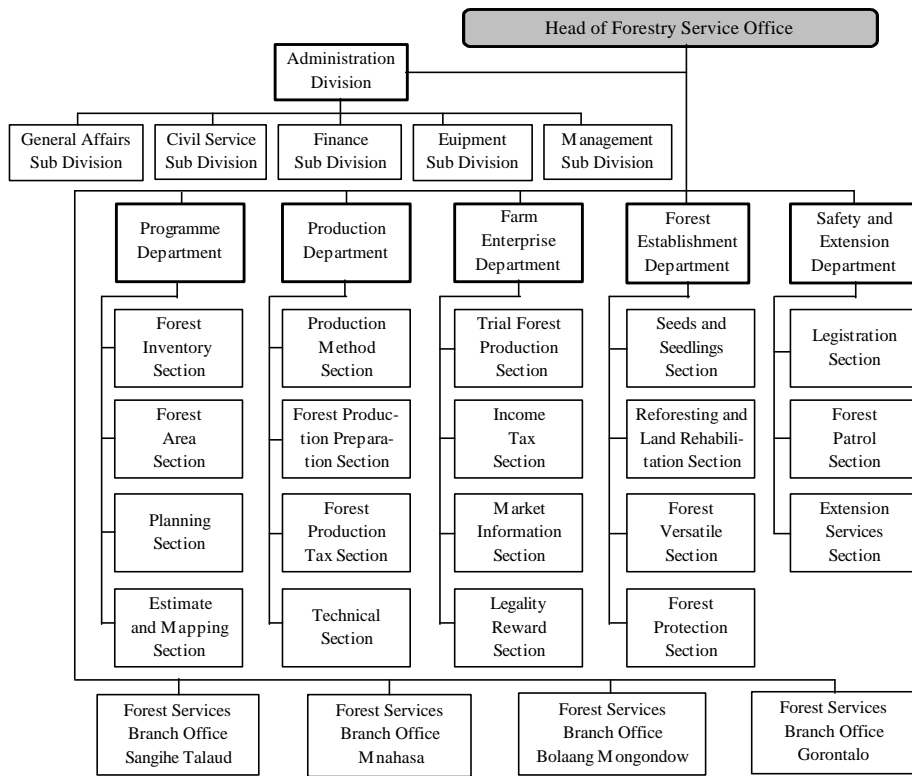 Head of Forestry Service Office
Administration
Division
General Affairs
Sub Division
Civil Service
Sub Division
Finance
Sub Division
Euipment
Sub Division
Management
Sub Division
Programme
Department
Production
Department
Farm
Enterprise
Department
Forest
Establishment
Department
Safety and
Extension
Department
Forest
Inventory
Section
Production
Method
Section
Trial Forest
Production
Section
Seeds and
Seedlings
Section
Legistration
Section
Forest
Area
Section
Forest Produc-
tion Prepara-
tion Section
Income
Tax
Section
Reforesting and
Land Rehabili-
tation Section
Forest
Patrol
Section
Planning
Section
Forest
Production
Tax Section
Market
Information
Section
Forest
Versatile
Section
Extension
Services
Section
Estimate
and Mapping
Section
Technical
Section
Legality
Reward
Section
Forest
Protection
Section
Forest Services
Branch Office
Sangihe Talaud
Forest Services
Branch Office
Mnahasa
Forest Services
Branch Office
Bolaang Mongondow
Forest Services
Branch Office
Gorontalo